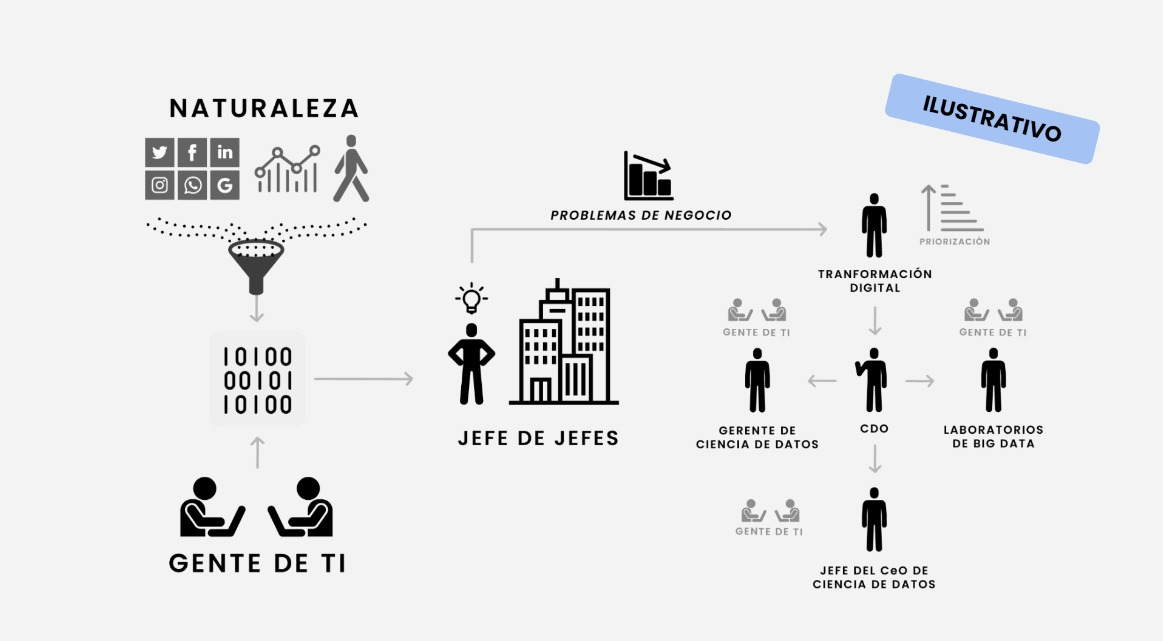 NATURALEZA
ILUSTRATIVO
in
G
PROBLEMAS DE NEGOCIO
PRIORIZACIÓN
TRANFORMACIÓN
DIGITAL
GENTE DE TI
GENTE DE TI
10100
00101
10100
JEFE DE JEFES
GERENTE DE
CIENCIA DE DATOS
CDO
LABORATORIOS
DE BIG DATA
GENTE DE TI
GENTE DE TI
JEFE DEL CeO DE
CIENCIA DE DATOS